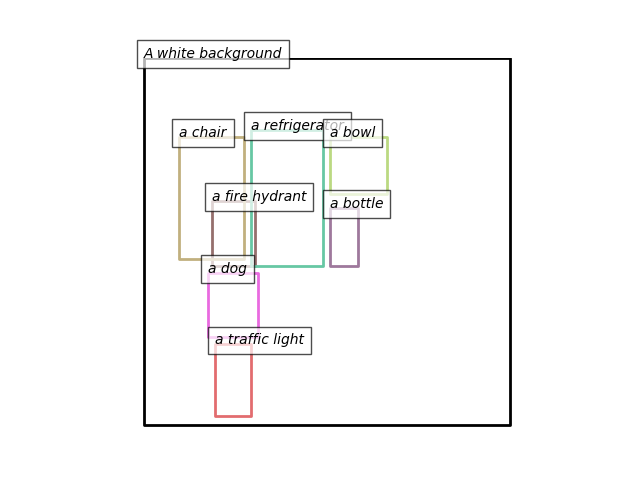 A white background
a refrigerator
a chair
a bowl
a fire hydrant
a bottle
a dog
a traffic light